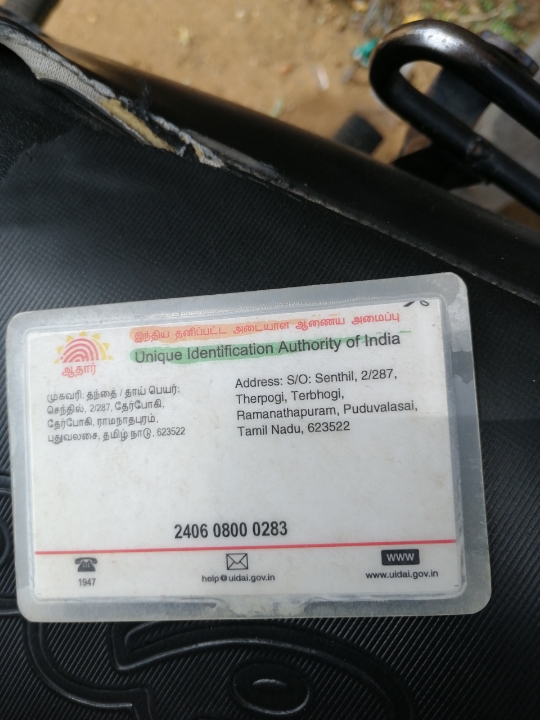 இந்திய தனிப்பட்ட அடையாள ஆணைய அமைப்பு
Unique Identification Authority of India
ஆதார்
முகவரி: தந்தை / தாய் பெயர்:
செந்தில், 2/287, தேர்போகி,
தேர்போகி, ராமநாதபுரம்,
புதுவலசை, தமிழ் நாடு, 623522
Address: S/O: Senthil, 2/287,
Therpogi, Terbhogi,
Ramanathapuram, Puduvalasai,
Tamil Nadu, 623522
2406 0800 0283
1947
help@uidai.gov.in
www
www.uidai.gov.in